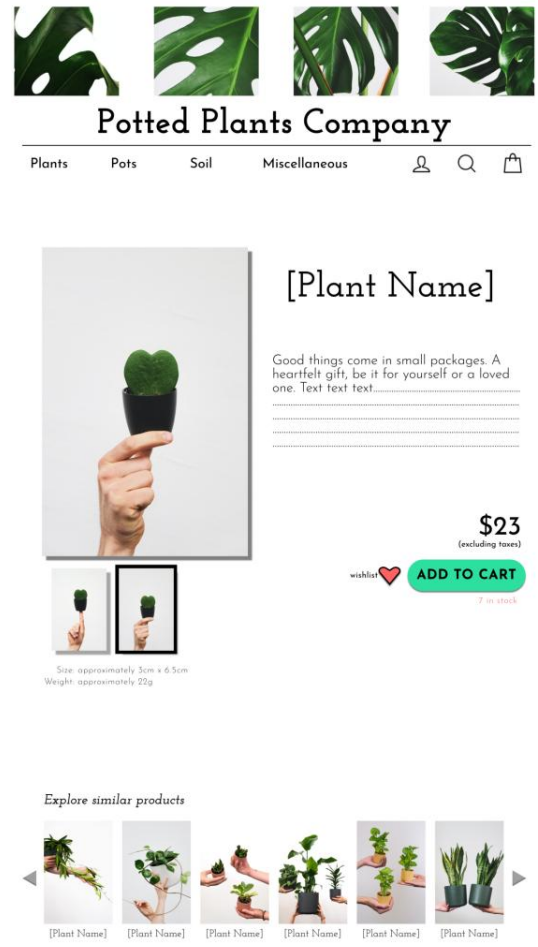 Potted Plants Company
Plants Pots Soil Miscellaneous
[Plant Name]
Good things come in small packages. A
heartfelt gift, be it for yourself or a loved
one. Text text text........................................................
................................................................................................
................................................................................................
................................................................................................
................................................................................................
$23
(excluding taxes)
wishlist ADD TO CART
7 in stock
Size: approximately 3cm x 6.5cm
Weight: approximately 22g
Explore similar products
[Plant Name] [Plant Name] [Plant Name] [Plant Name] [Plant Name] [Plant Name]